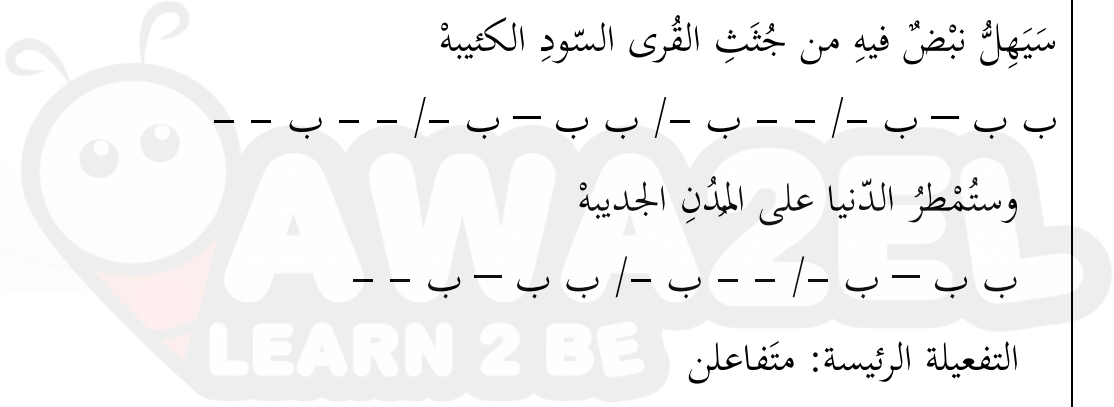 سَيَهِلُّ نبْضٌ فيهِ من جُثَثِ القُرى السّودِ الكئيبهْ
ب ب – ب –/ – – ب –/ ب ب – ب –/ – – ب – –
وستُمْطرُ الدّنيا على المدُنِ الجديبهْ
ب ب – ب –/ – – ب –/ ب ب – ب – –
التفعيلة الرئيسة: متَفاعلن
AWA2EL
LEARN 2 BE